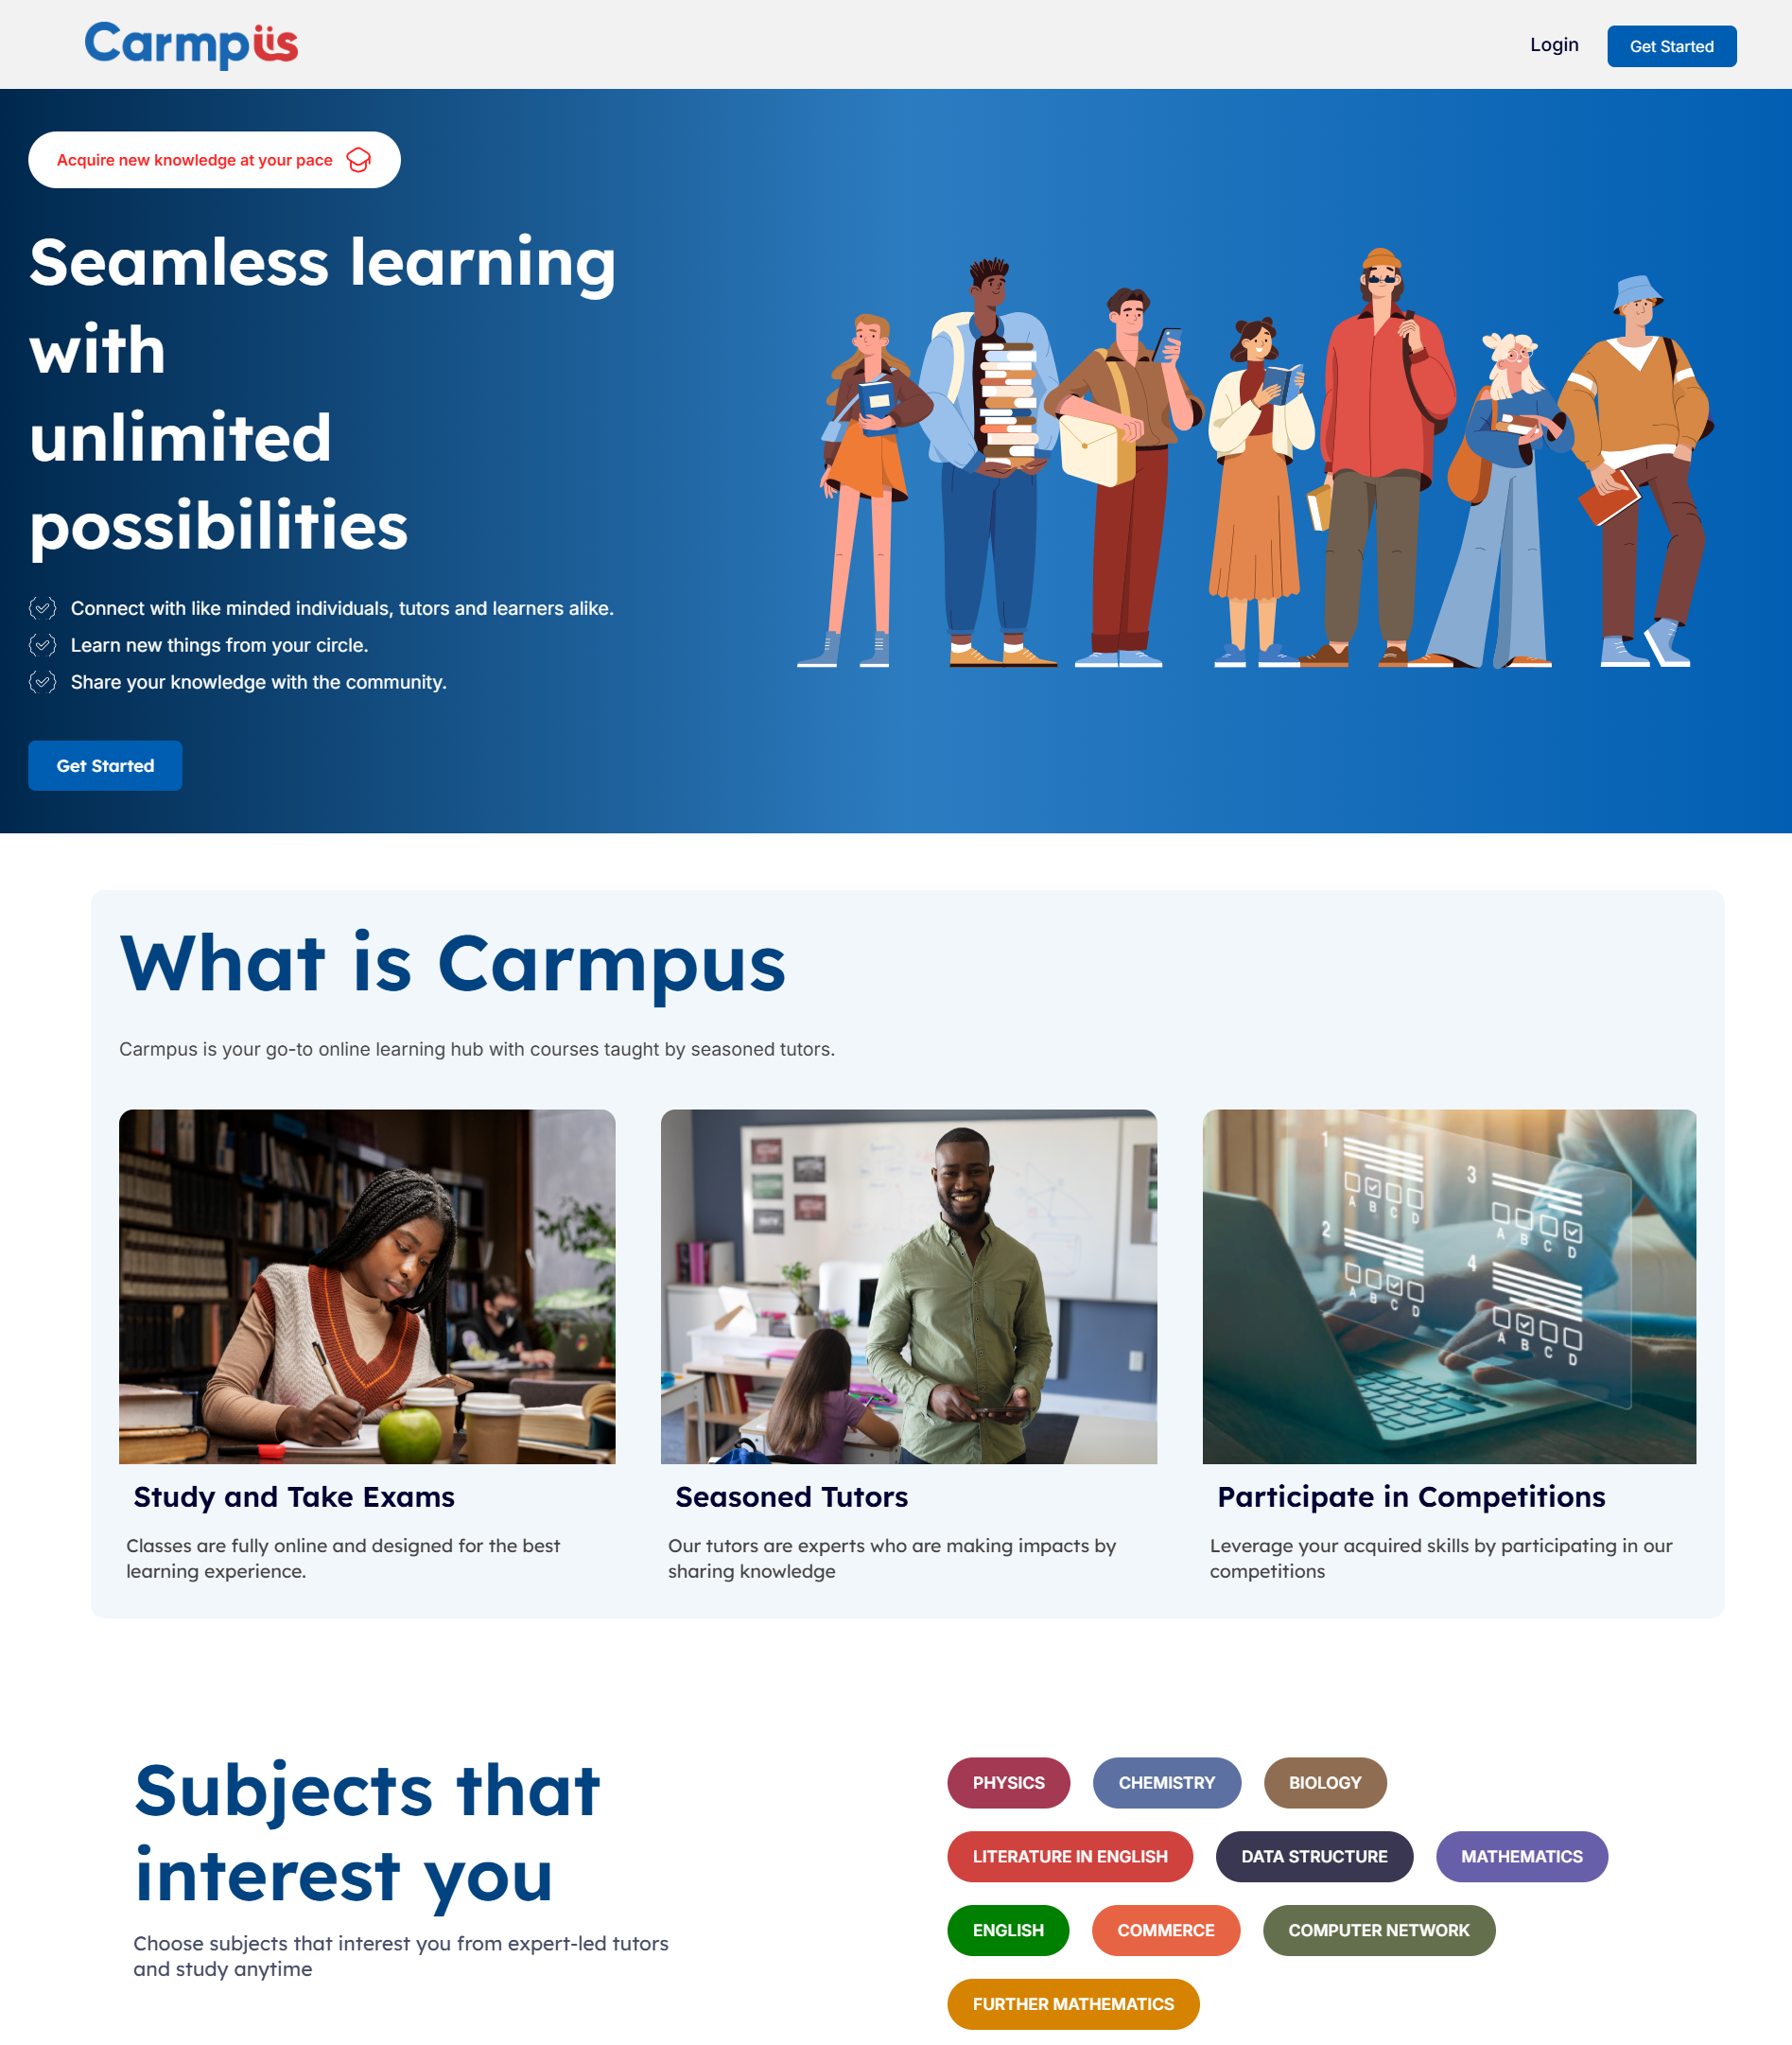 Carmpüs
Login
Get Started
Acquire new knowledge at your pace
Seamless learning
with
unlimited
possibilities
Connect with like minded individuals, tutors and learners alike.
Learn new things from your circle.
Share your knowledge with the community.
Get Started
What is Carmpus
Carmpus is your go-to online learning hub with courses taught by seasoned tutors.
1
A B C D
2
A B C D
3
A B C D
4
A B C D
Study and Take Exams
Classes are fully online and designed for the best
learning experience.
Seasoned Tutors
Our tutors are experts who are making impacts by
sharing knowledge
Participate in Competitions
Leverage your acquired skills by participating in our
competitions
Subjects that
interest you
Choose subjects that interest you from expert-led tutors
and study anytime
PHYSICS
CHEMISTRY
BIOLOGY
LITERATURE IN ENGLISH
DATA STRUCTURE
MATHEMATICS
ENGLISH
COMMERCE
COMPUTER NETWORK
FURTHER MATHEMATICS